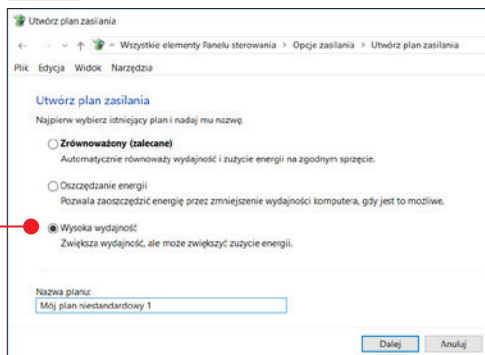 Utwórz plan zasilania
Wszystkie elementy Panelu sterowania > Opcje zasilania > Utwórz plan zasilania
Plik Edycja Widok Narzędzia
Utwórz plan zasilania
Najpierw wybierz istniejący plan i nadaj mu nazwę.
Zrównoważony (zalecane)
Automatycznie równoważy wydajność i zużycie energii na zgodnym sprzęcie.
Oszczędzanie energii
Pozwala zaoszczędzić energię przez zmniejszenie wydajności komputera, gdy jest to możliwe.
Wysoka wydajność
Zwiększa wydajność, ale może zwiększyć zużycie energii.
Nazwa planu:
Mój plan niestandardowy 1
Dalej Anuluj